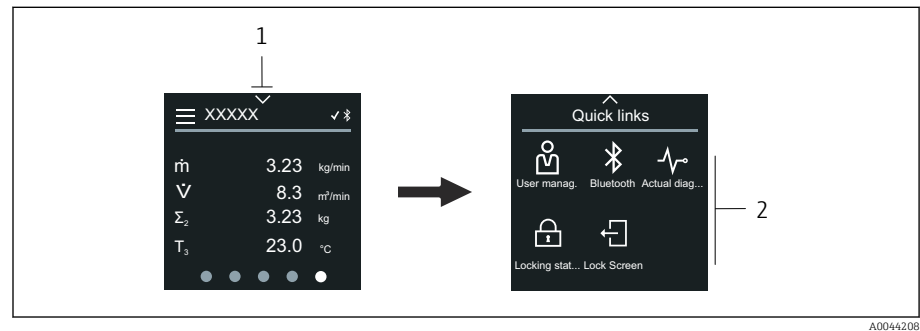 1
XXXXX
ṁ 3.23 kg/min
V̇ 8.3 m³/min
Σ₂ 3.23 kg
T₃ 23.0 °C
Quick links
User manag. Bluetooth Actual diag...
Locking stat... Lock Screen
2
A0044208